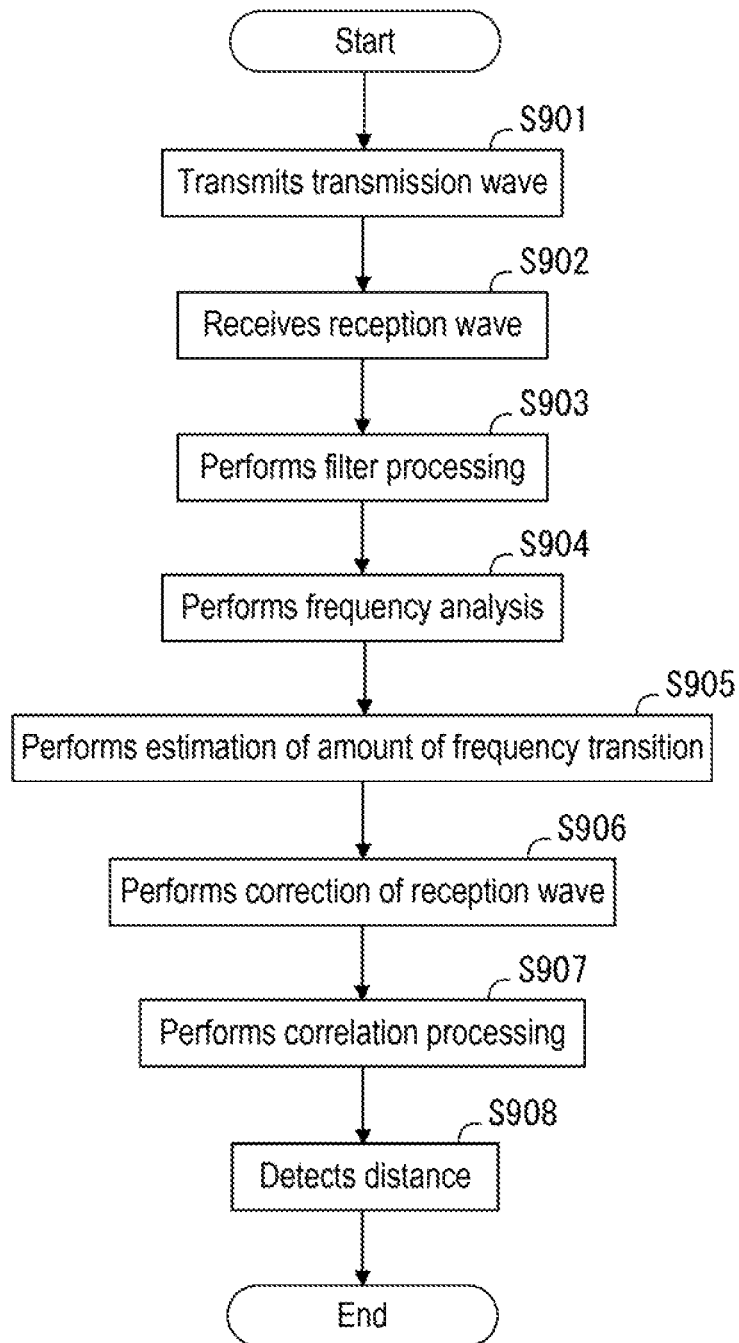 Start
S901
Transmits transmission wave
S902
Receives reception wave
S903
Performs filter processing
S904
Performs frequency analysis
S905
Performs estimation of amount of frequency transition
S906
Performs correction of reception wave
S907
Performs correlation processing
S908
Detects distance
End